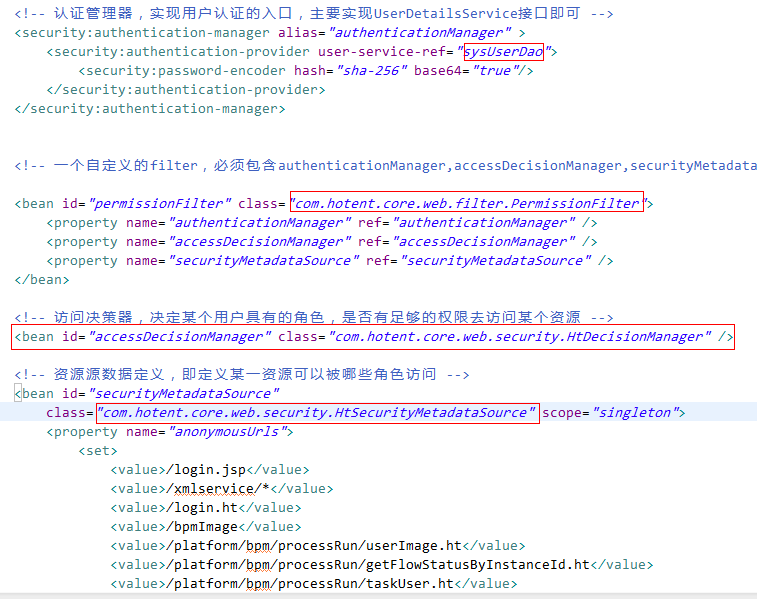 <!-- 认证管理器，实现用户认证的入口，主要实现UserDetailsService接口即可 -->
<security:authentication-manager alias="authenticationManager" >
<security:authentication-provider user-service-ref="sysUserDao">
<security:password-encoder hash="sha-256" base64="true"/>
</security:authentication-provider>
</security:authentication-manager>
<!-- 一个自定义的filter，必须包含authenticationManager,accessDecisionManager,securityMetadata
<bean id="permissionFilter" class="com.hotent.core.web.filter.PermissionFilter">
<property name="authenticationManager" ref="authenticationManager" />
<property name="accessDecisionManager" ref="accessDecisionManager" />
<property name="securityMetadataSource" ref="securityMetadataSource" />
</bean>
<!-- 访问决策器，决定某个用户具有的角色，是否有足够的权限去访问某个资源 -->
<bean id="accessDecisionManager" class="com.hotent.core.web.security.HtDecisionManager" />
<!-- 资源源数据定义，即定义某一资源可以被哪些角色访问 -->
<bean id="securityMetadataSource"
class="com.hotent.core.web.security.HtSecurityMetadataSource" scope="singleton">
<property name="anonymousUrls">
<set>
<value>/login.jsp</value>
<value>/xmlservice/*</value>
<value>/login.ht</value>
<value>/bpmImage</value>
<value>/platform/bpm/processRun/userImage.ht</value>
<value>/platform/bpm/processRun/getFlowStatusByInstanceId.ht</value>
<value>/platform/bpm/processRun/taskUser.ht</value>